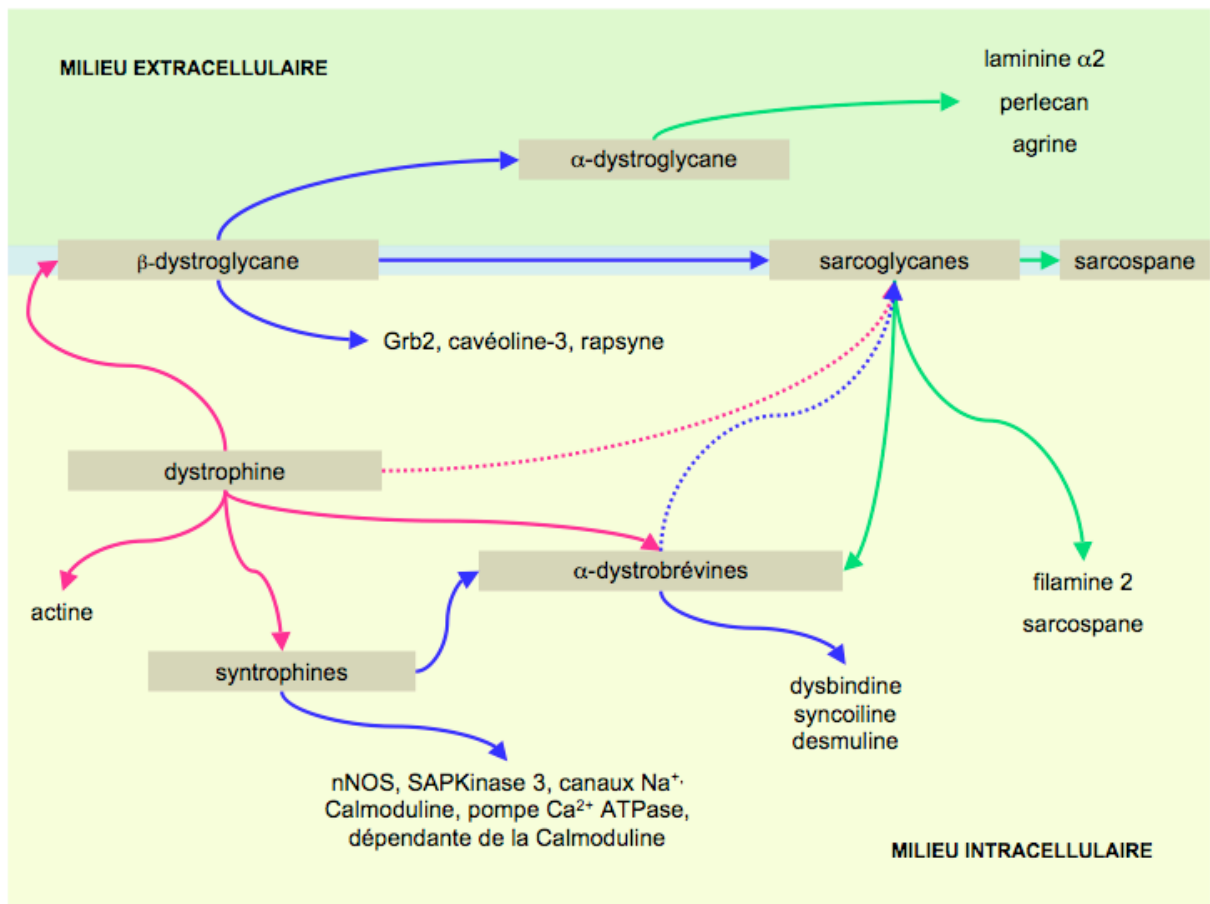 MILIEU EXTRACELLULAIRE
laminine α2
perlecan
agrine
α-dystroglycane
β-dystroglycane
sarcoglycanes
sarcospane
Grb2, cavéoline-3, rapsyne
dystrophine
α-dystrobrévines
actine
filamine 2
sarcospane
syntrophines
dysbindine
syncoiline
desmuline
nNOS, SAPKinase 3, canaux Na⁺,
Calmoduline, pompe Ca²⁺ ATPase,
dépendante de la Calmoduline
MILIEU INTRACELLULAIRE